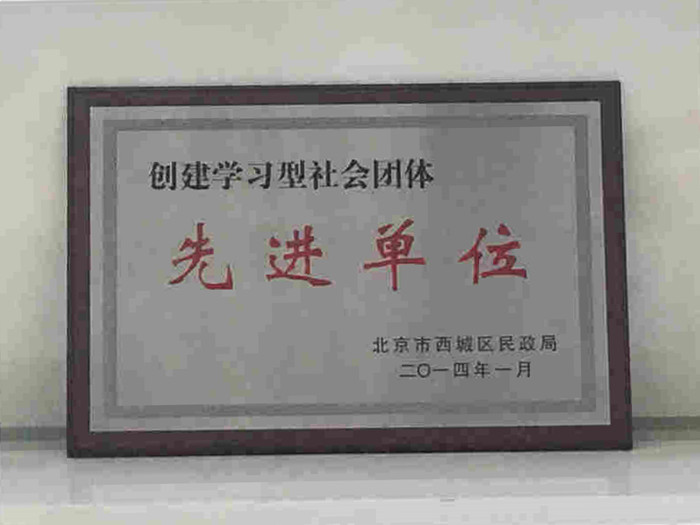 创建学习型社会团体
先进单位
北京市西城区民政局
二〇一四年一月